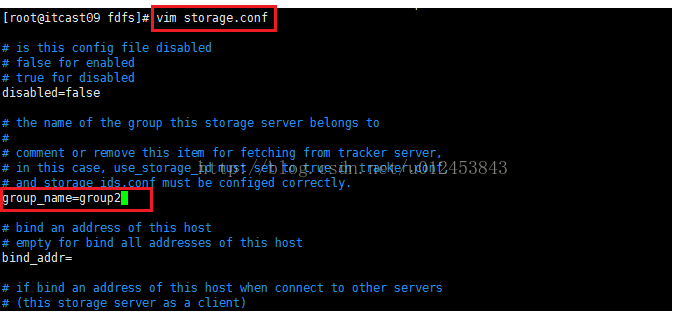 [root@itcast09 fdfs]# vim storage.conf
# is this config file disabled
# false for enabled
# true for disabled
disabled=false
# the name of the group this storage server belongs to
#
# comment or remove this item for fetching from tracker server,
# in this case, use_storage_id must set to true in tracker.conf,
# and storage_ids.conf must be configed correctly.
http://blog.csdn.net/u012453843
group_name=group2
# bind an address of this host
# empty for bind all addresses of this host
bind_addr=
# if bind an address of this host when connect to other servers
# (this storage server as a client)